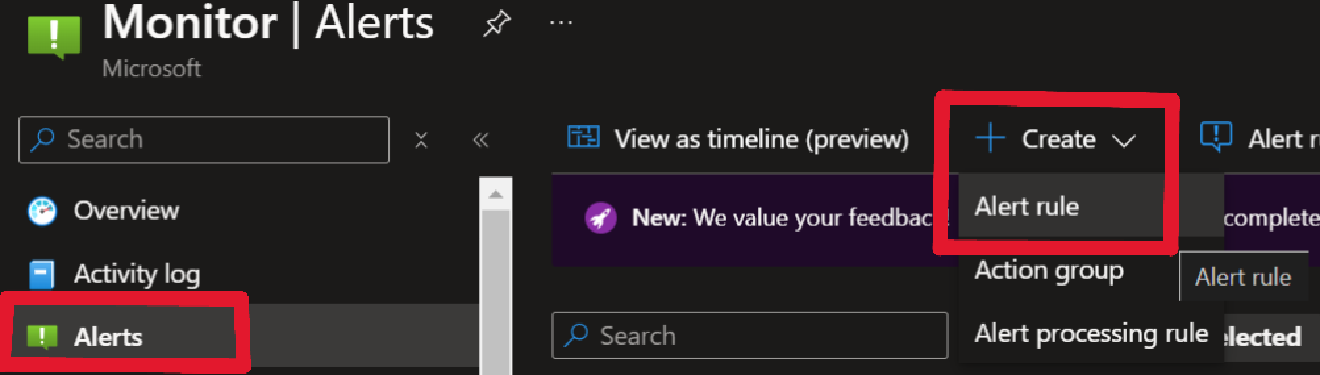 Monitor | Alerts
Microsoft
Search
Overview
Activity log
Alerts
View as timeline (preview)
Create
Alert
New: We value your feedback!
complete
Alert rule
Action group
Alert processing rule
Alert rule
Search
elected